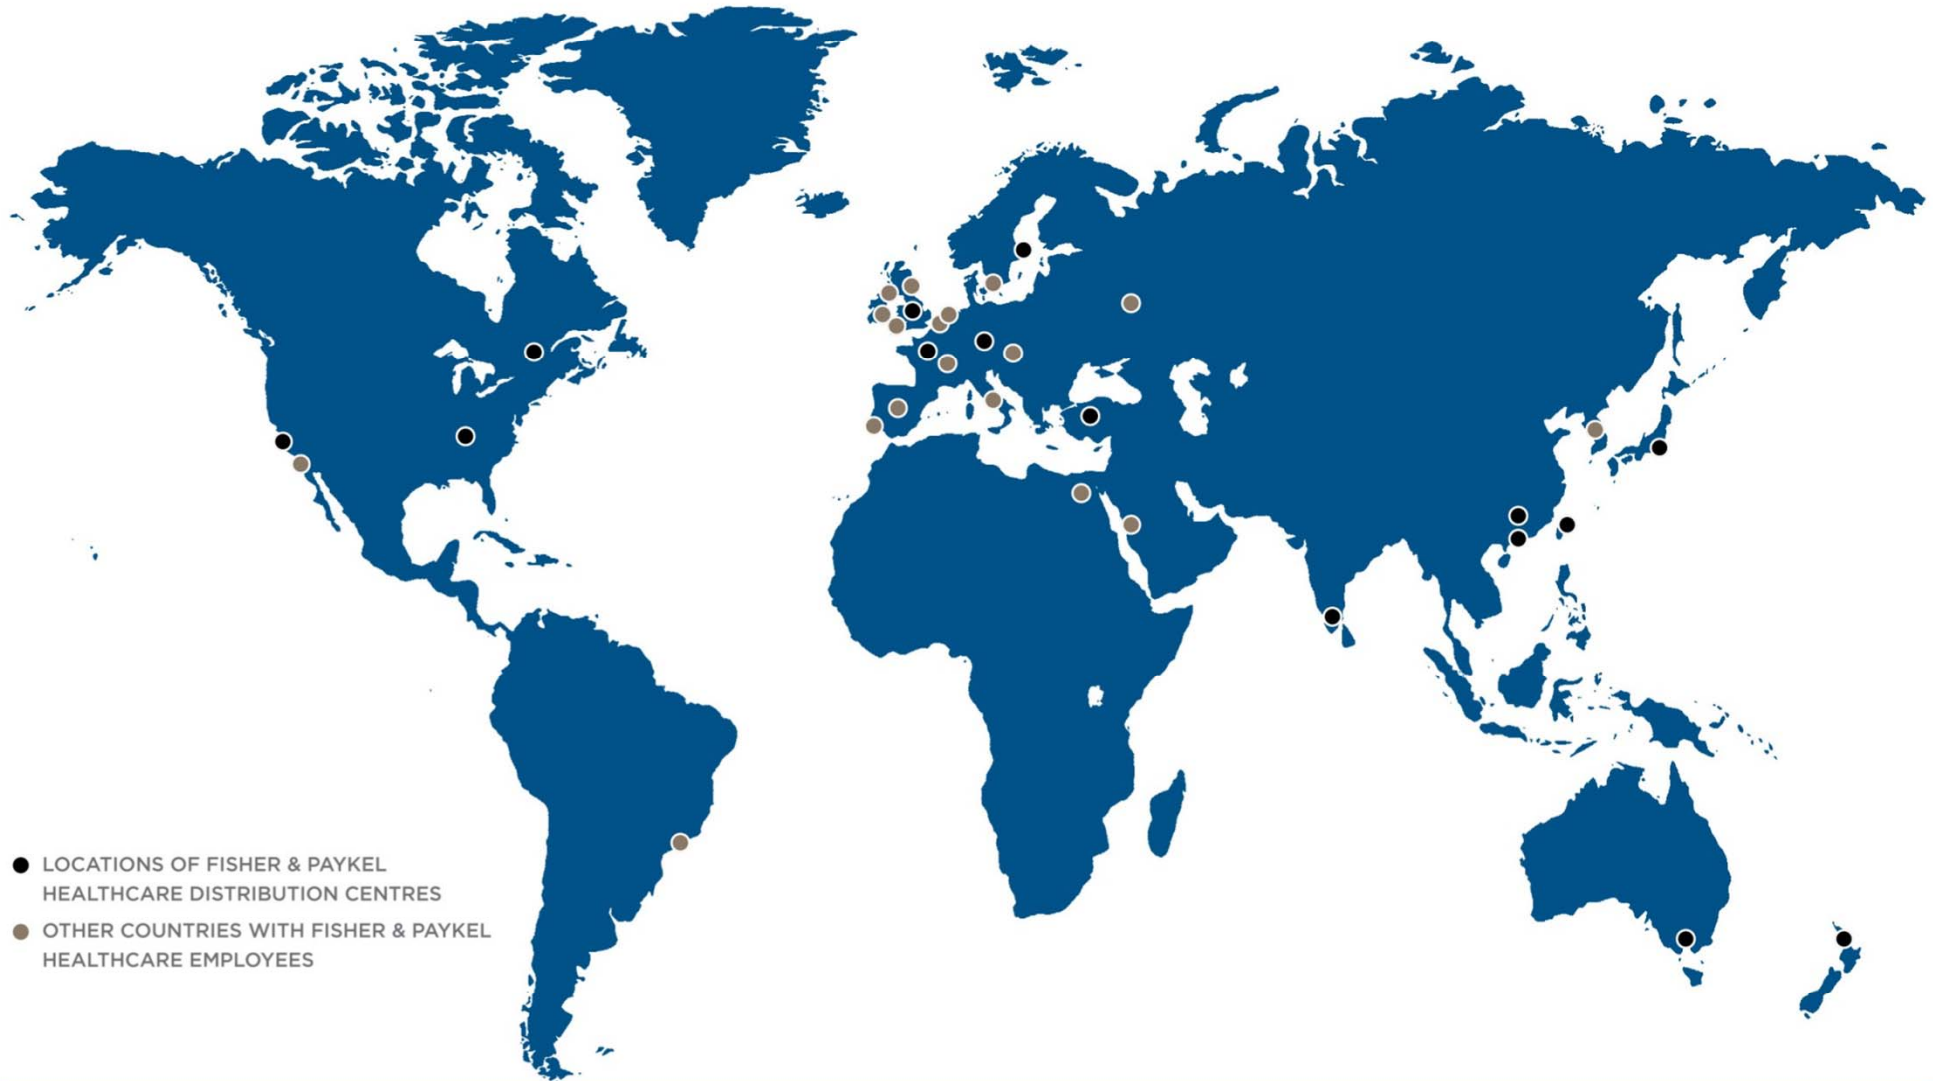 LOCATIONS OF FISHER & PAYKEL
HEALTHCARE DISTRIBUTION CENTRES
OTHER COUNTRIES WITH FISHER & PAYKEL
HEALTHCARE EMPLOYEES